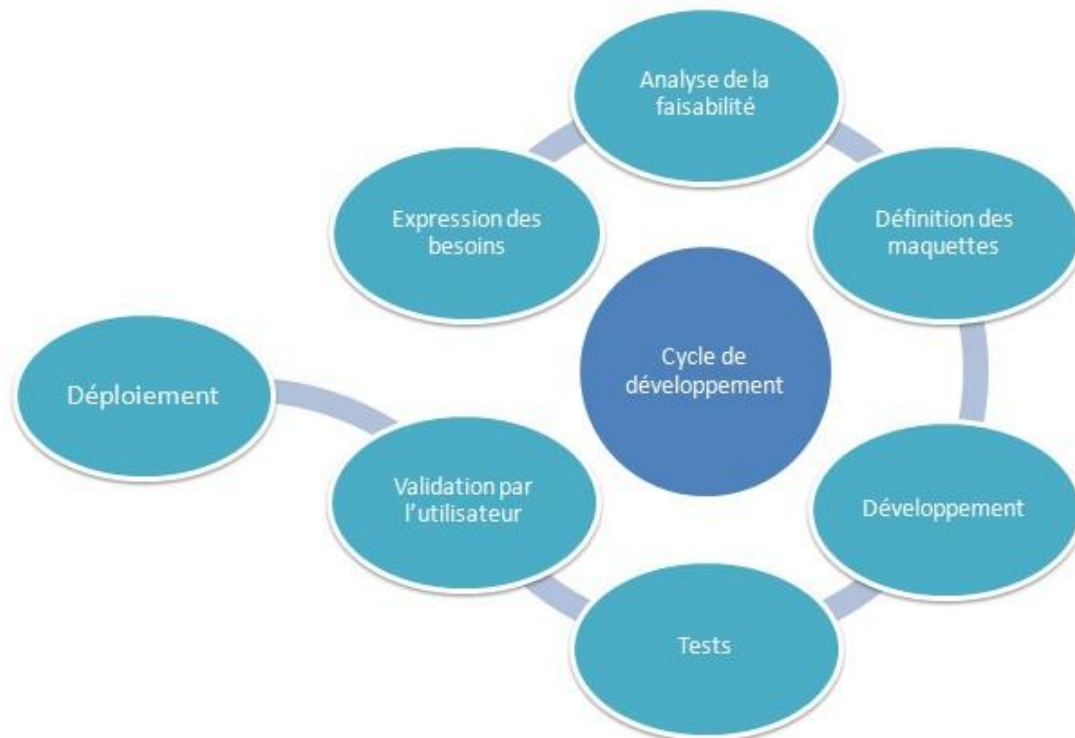 Analyse de la
faisabilité
Expression des
besoins
Définition des
maquettes
Cycle de
développement
Déploiement
Validation par
l'utilisateur
Développement
Tests